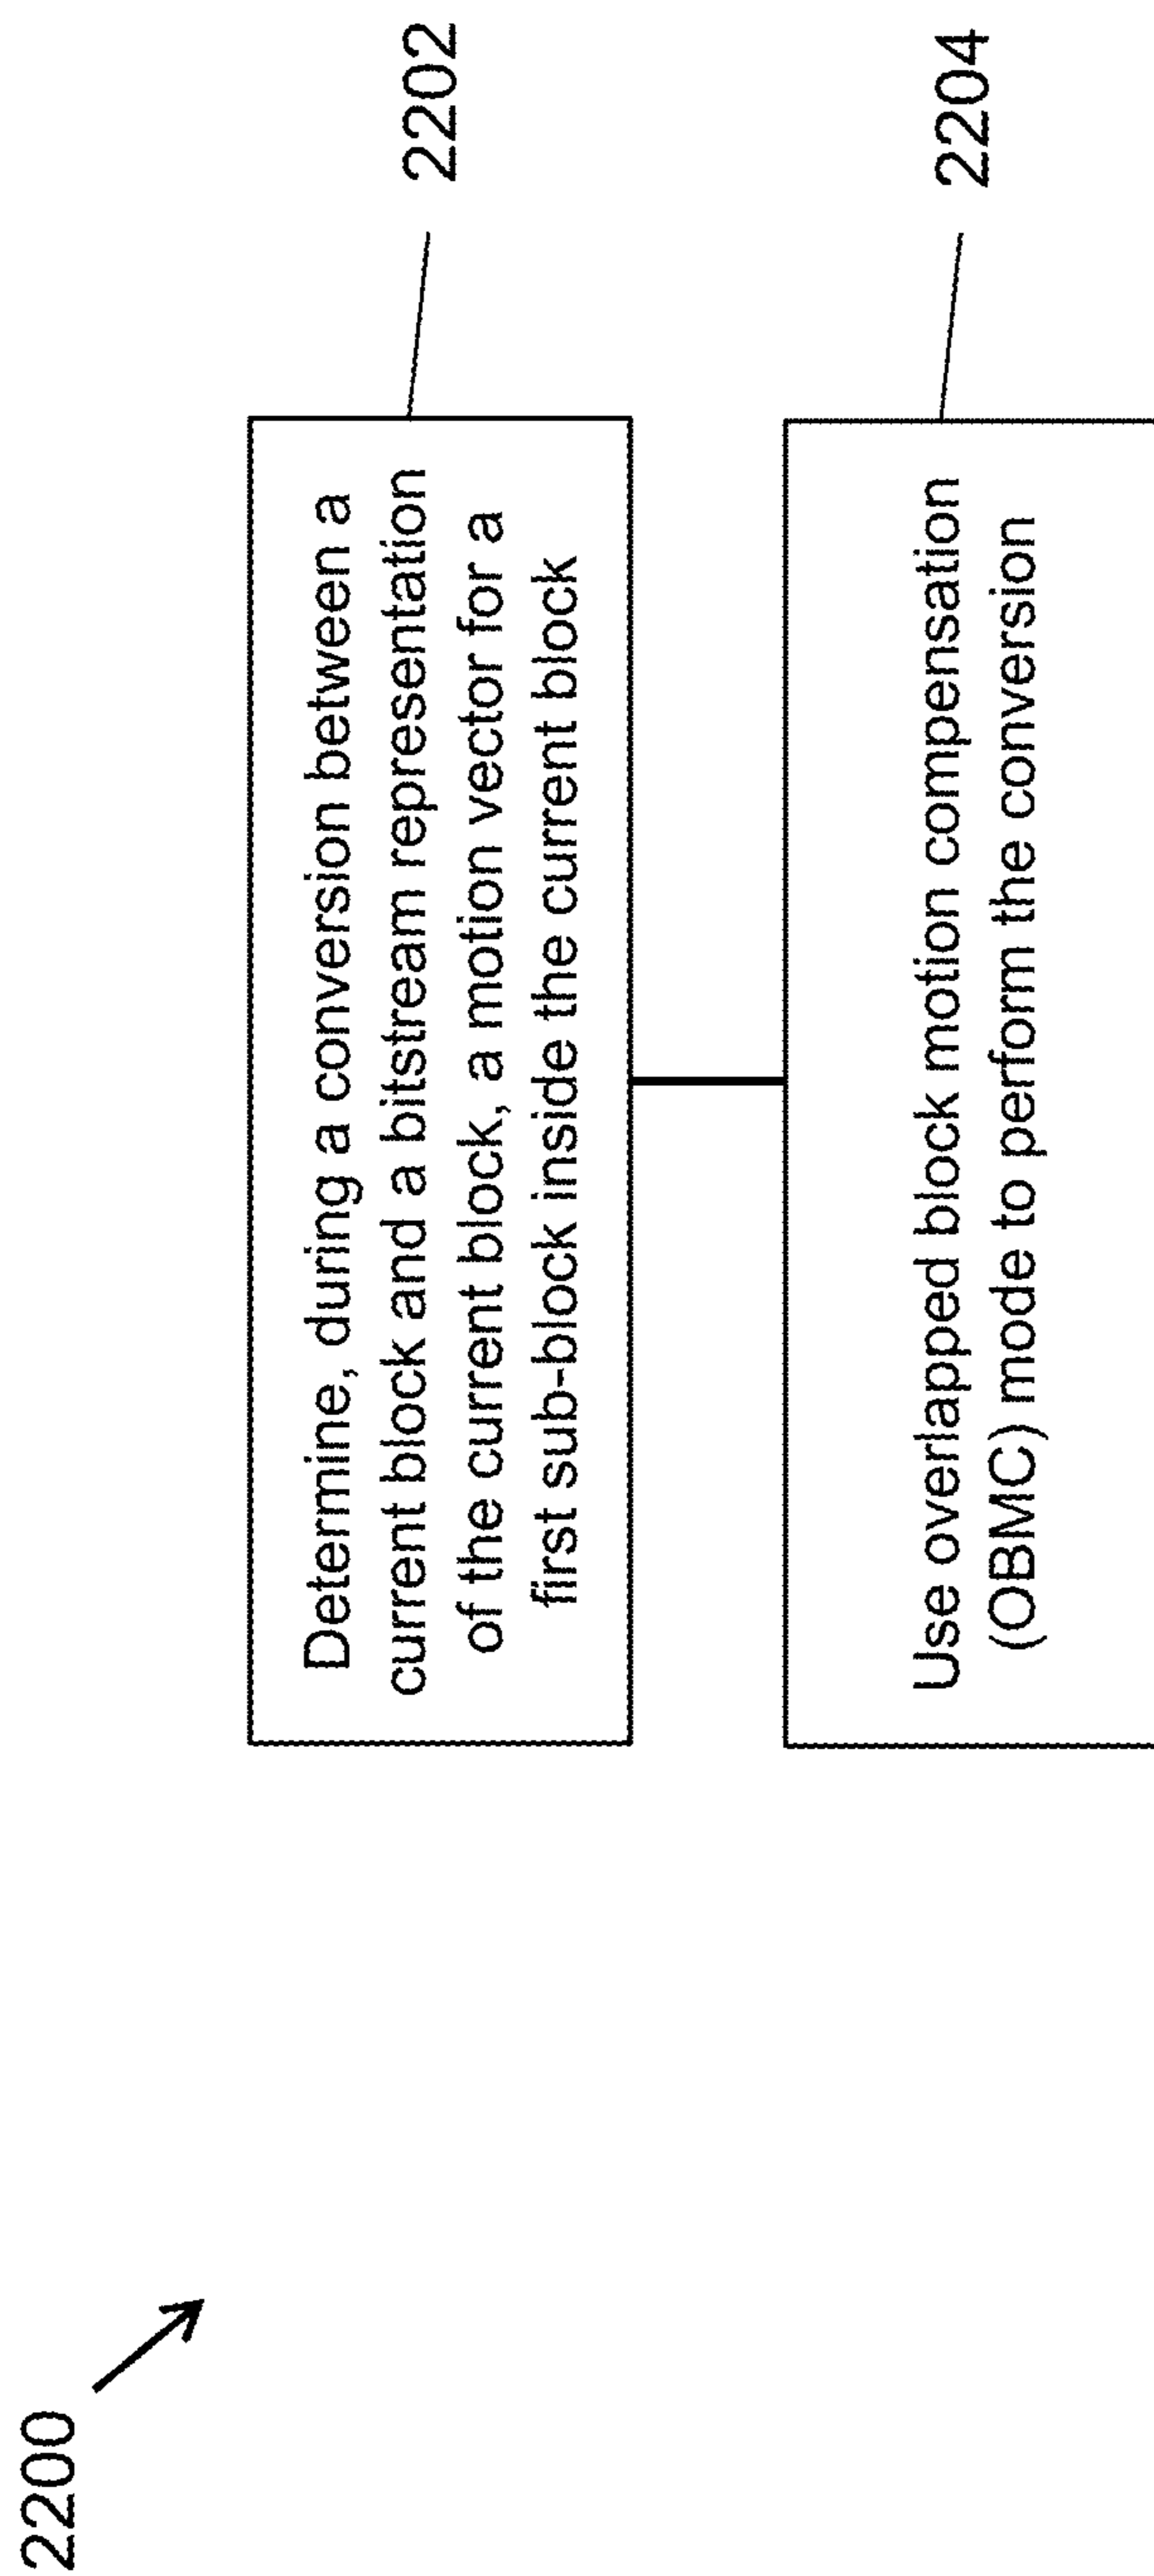 2200
Determine, during a conversion between a
current block and a bitstream representation
of the current block, a motion vector for a
first sub-block inside the current block
2202
Use overlapped block motion compensation
(OBMC) mode to perform the conversion
2204